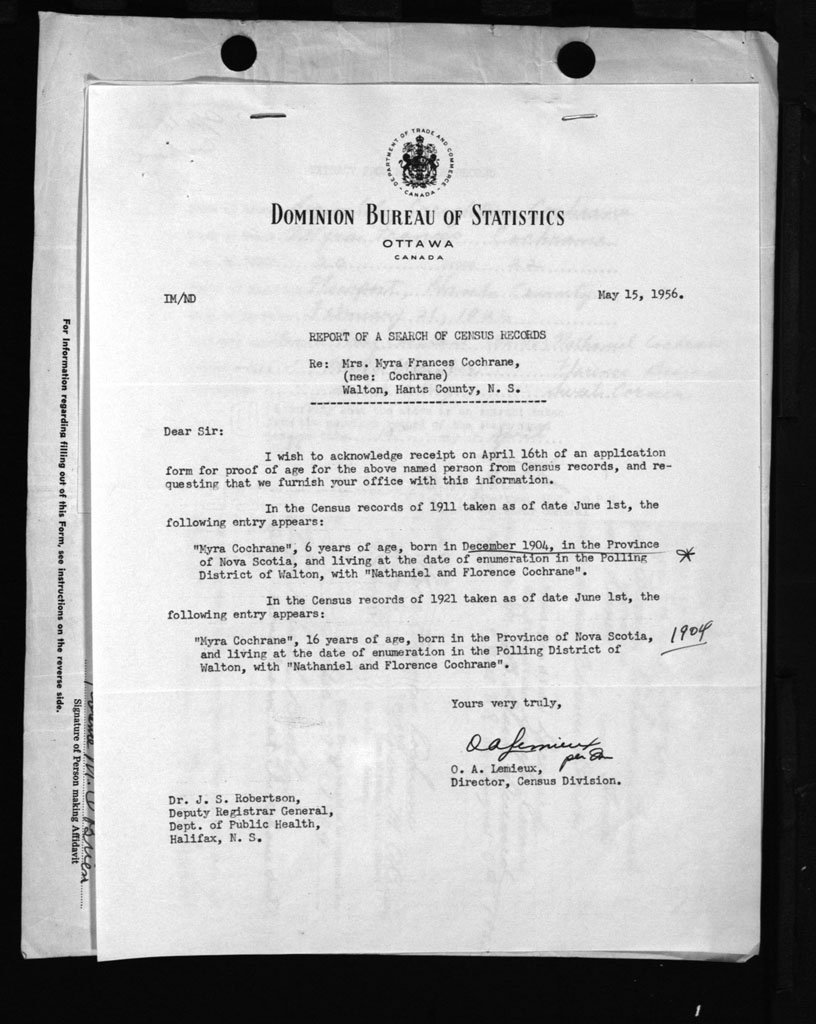 DEPARTMENT OF TRADE AND COMMERCE
- CANADA -
DOMINION BUREAU OF STATISTICS
OTTAWA
CANADA
IM/ND
May 15, 1956.
REPORT OF A SEARCH OF CENSUS RECORDS
Re: Mrs. Myra Frances Cochrane,
(nee: Cochrane)
Walton, Hants County, N. S.
Dear Sir:
I wish to acknowledge receipt on April 16th of an application
form for proof of age for the above named person from Census records, and re-
questing that we furnish your office with this information.
In the Census records of 1911 taken as of date June 1st, the
following entry appears:
"Myra Cochrane", 6 years of age, born in December 1904, in the Province
of Nova Scotia, and living at the date of enumeration in the Polling *
District of Walton, with "Nathaniel and Florence Cochrane".
In the Census records of 1921 taken as of date June 1st, the
following entry appears:
"Myra Cochrane", 16 years of age, born in the Province of Nova Scotia, 1904
and living at the date of enumeration in the Polling District of
Walton, with "Nathaniel and Florence Cochrane".
Yours very truly,
O A Lemieux
per
O. A. Lemieux,
Director, Census Division.
Dr. J. S. Robertson,
Deputy Registrar General,
Dept. of Public Health,
Halifax, N. S.
For Information regarding filling out of this Form, see instructions on the reverse side.
Signature of Person making Affidavit
1